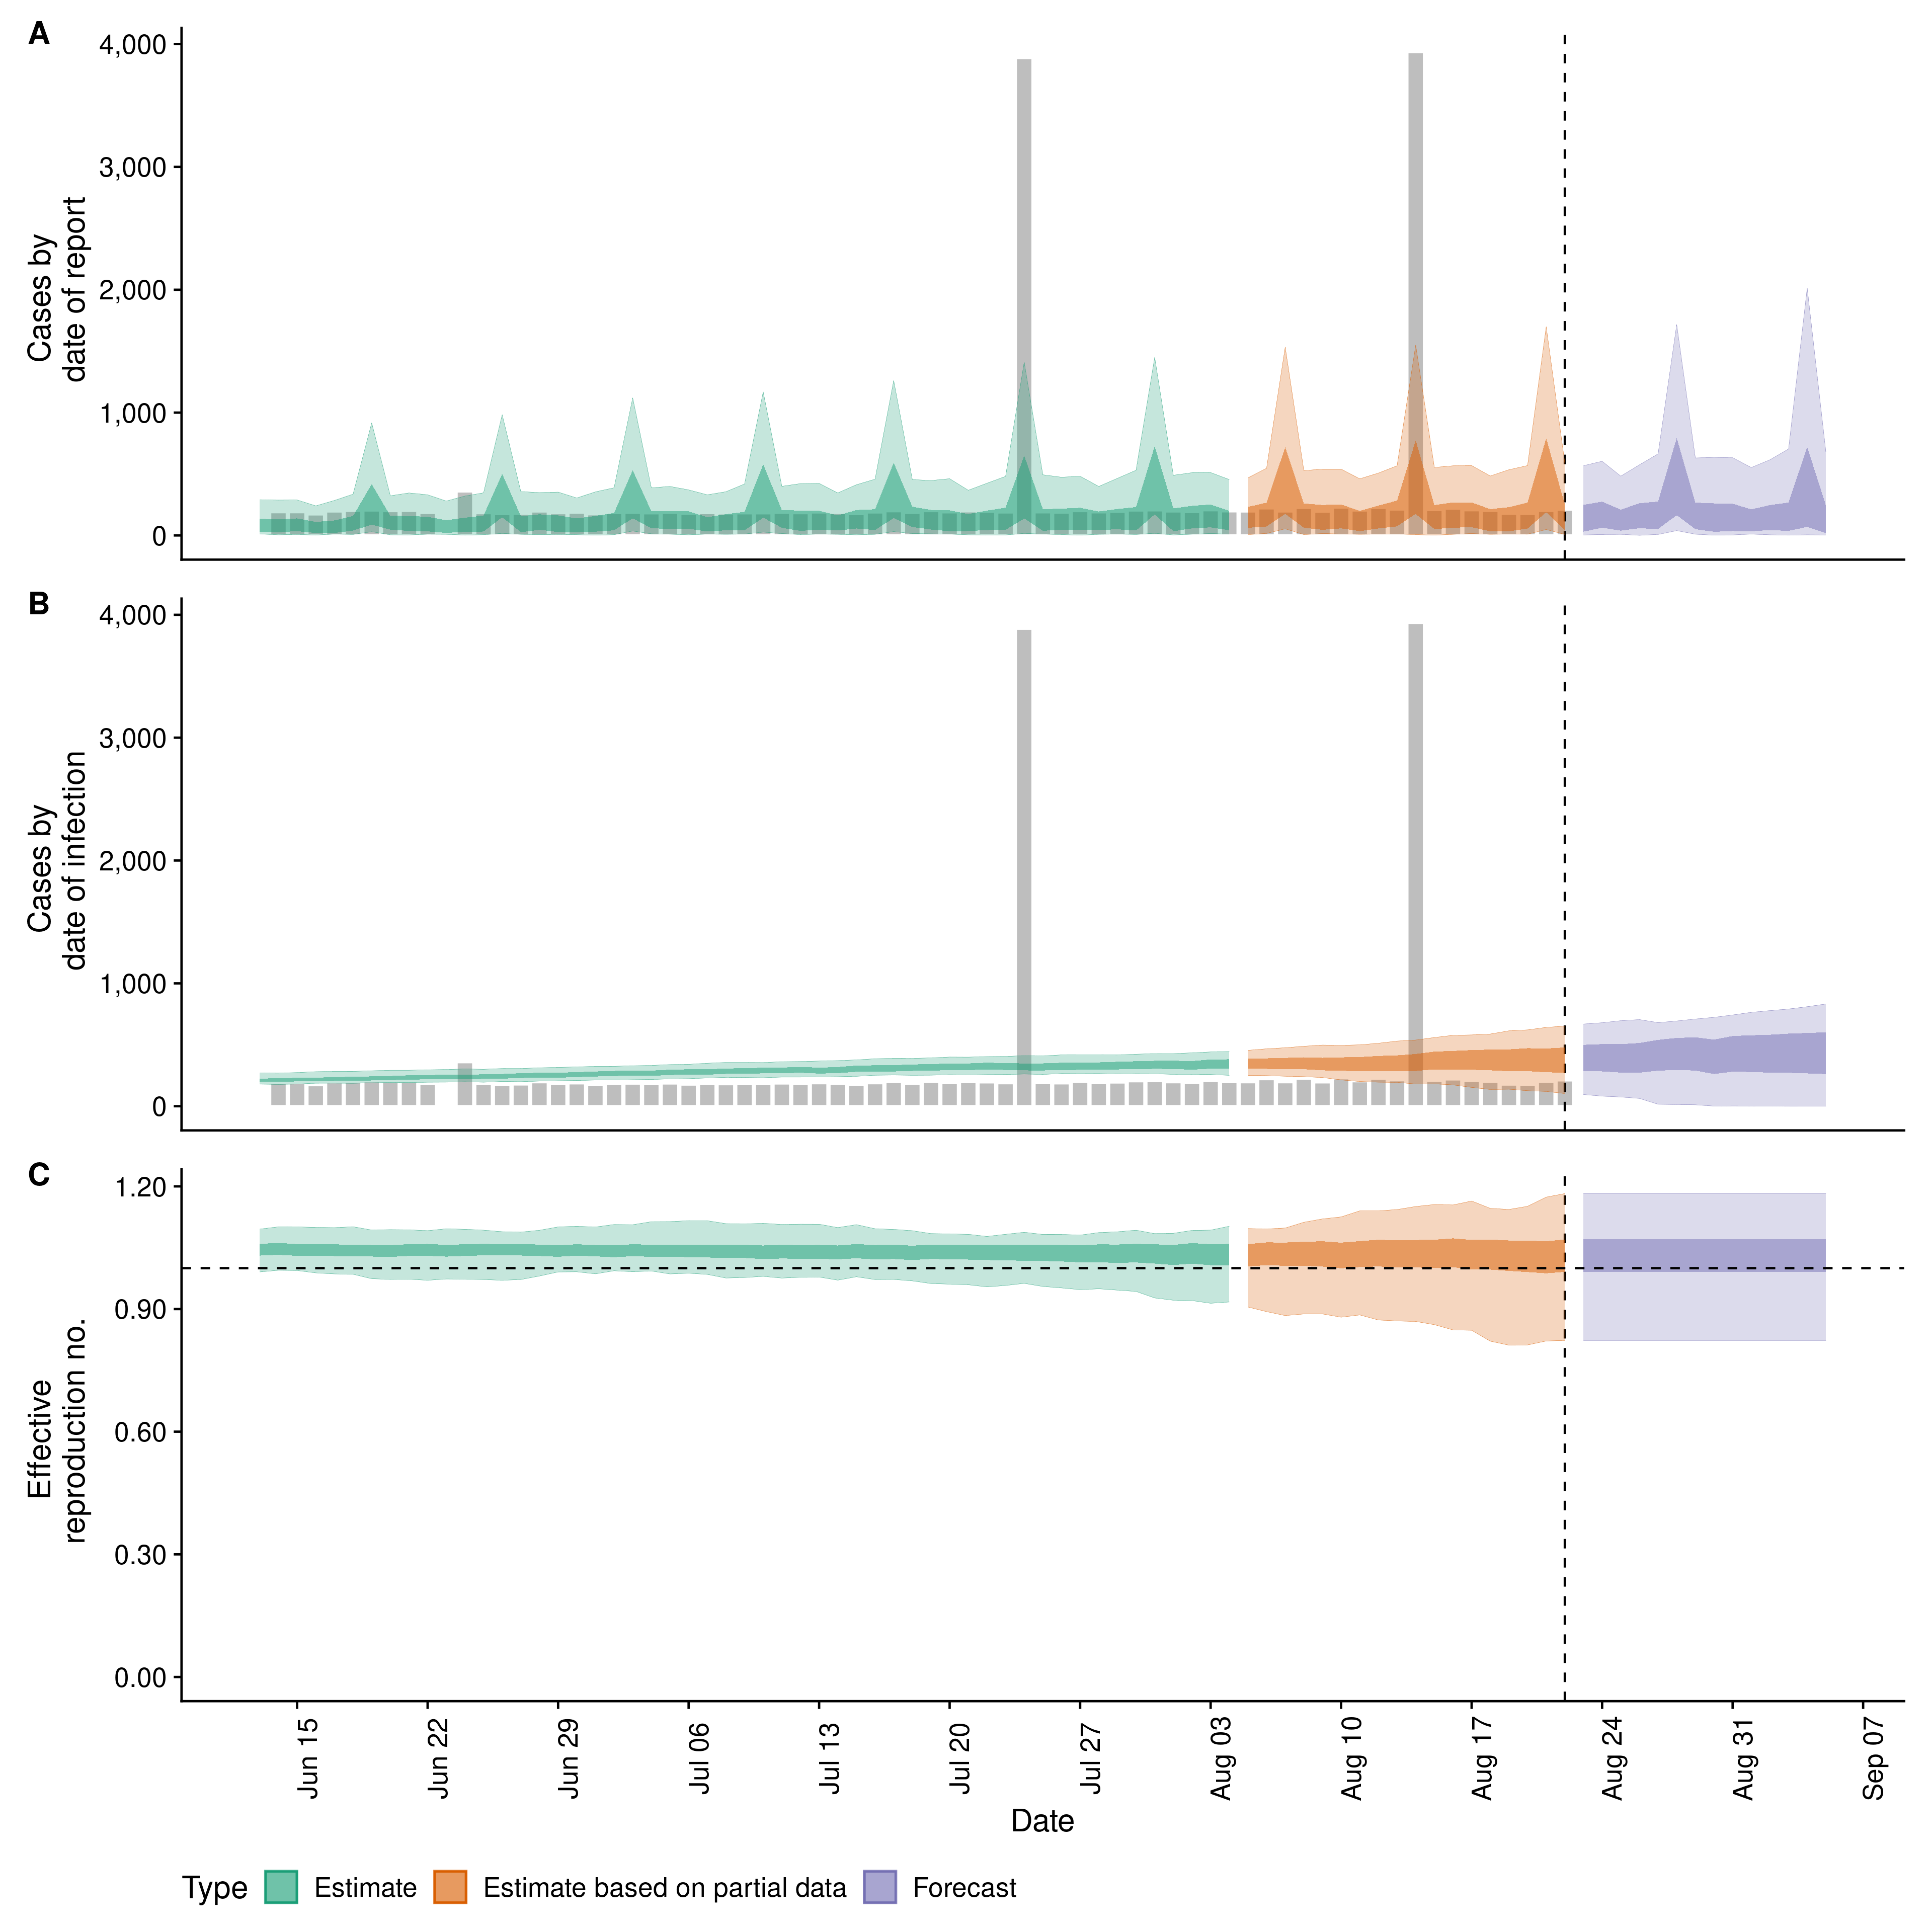 A
Cases by
date of report
4,000
3,000
2,000
1,000
0
B
Cases by
date of infection
4,000
3,000
2,000
1,000
0
C
Effective
reproduction no.
1.20
0.90
0.60
0.30
0.00
Jun 15
Jun 22
Jun 29
Jul 06
Jul 13
Jul 20
Jul 27
Aug 03
Aug 10
Aug 17
Aug 24
Aug 31
Sep 07
Date
Type Estimate Estimate based on partial data Forecast